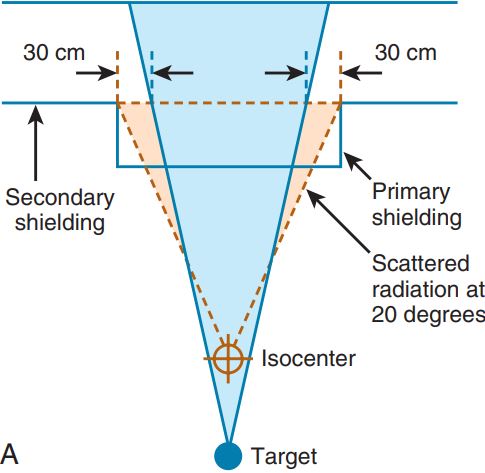 30 cm
30 cm
Secondary
shielding
Primary
shielding
Scattered
radiation at
20 degrees
Isocenter
A
Target